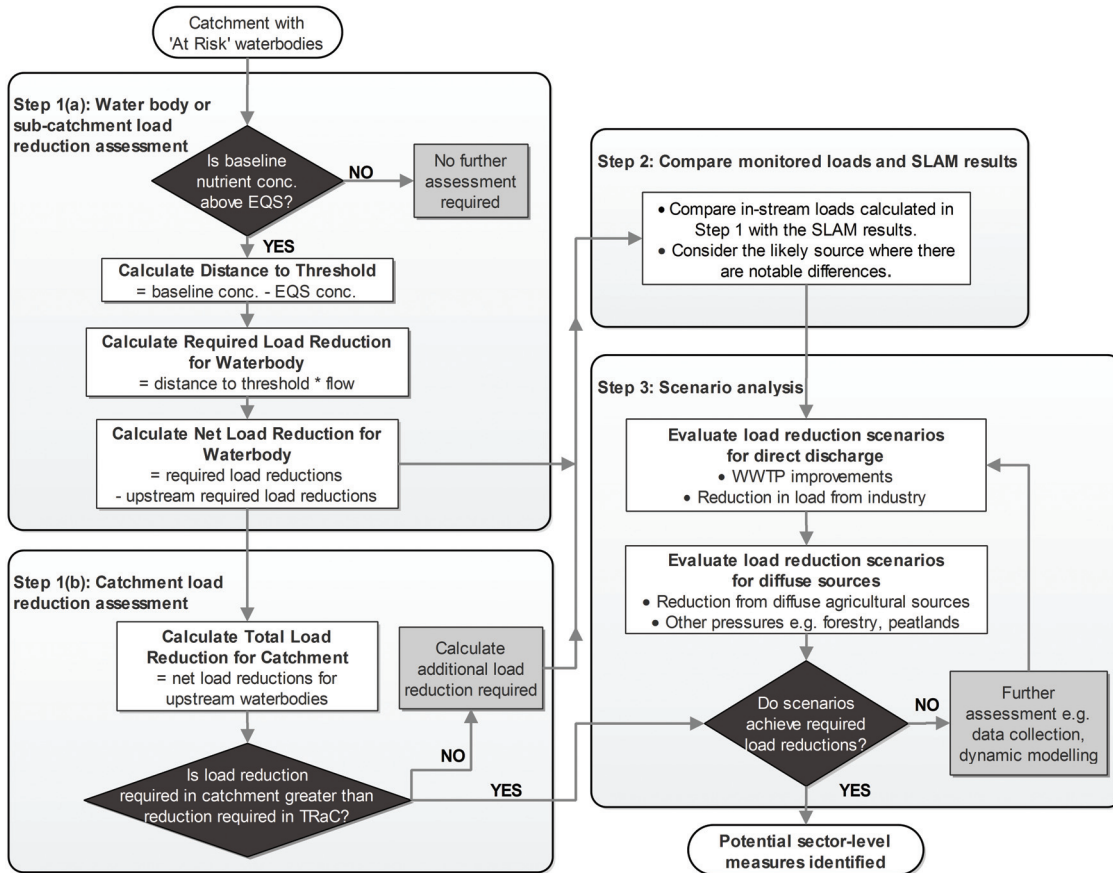 Catchment with
'At Risk' waterbodies
Step 1(a): Water body or
sub-catchment load
reduction assessment
Is baseline
nutrient conc.
above EQS?
NO
No further
assessment
required
YES
Calculate Distance to Threshold
= baseline conc. - EQS conc.
Calculate Required Load Reduction
for Waterbody
= distance to threshold * flow
Calculate Net Load Reduction for
Waterbody
= required load reductions
- upstream required load reductions
Step 1(b): Catchment load
reduction assessment
Calculate Total Load
Reduction for Catchment
= net load reductions for
upstream waterbodies
Calculate
additional load
reduction required
NO
Is load reduction
required in catchment greater than
reduction required in TRaC?
YES
Step 2: Compare monitored loads and SLAM results
• Compare in-stream loads calculated in
Step 1 with the SLAM results.
• Consider the likely source where there
are notable differences.
Step 3: Scenario analysis
Evaluate load reduction scenarios
for direct discharge
• WWTP improvements
• Reduction in load from industry
Evaluate load reduction scenarios
for diffuse sources
• Reduction from diffuse agricultural sources
• Other pressures e.g. forestry, peatlands
Do scenarios
achieve required
load reductions?
NO
Further
assessment e.g.
data collection,
dynamic modelling
YES
Potential sector-level
measures identified